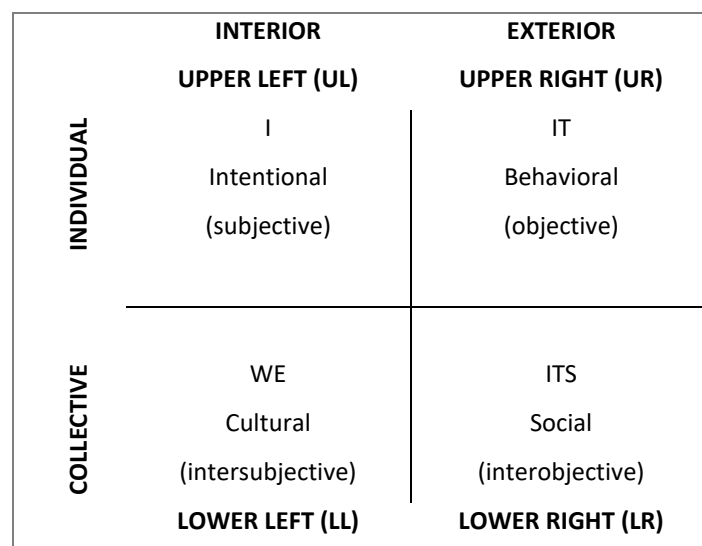 INTERIOR EXTERIOR
UPPER LEFT (UL) UPPER RIGHT (UR)
INDIVIDUAL
I IT
Intentional Behavioral
(subjective) (objective)
COLLECTIVE
WE ITS
Cultural Social
(intersubjective) (interobjective)
LOWER LEFT (LL) LOWER RIGHT (LR)